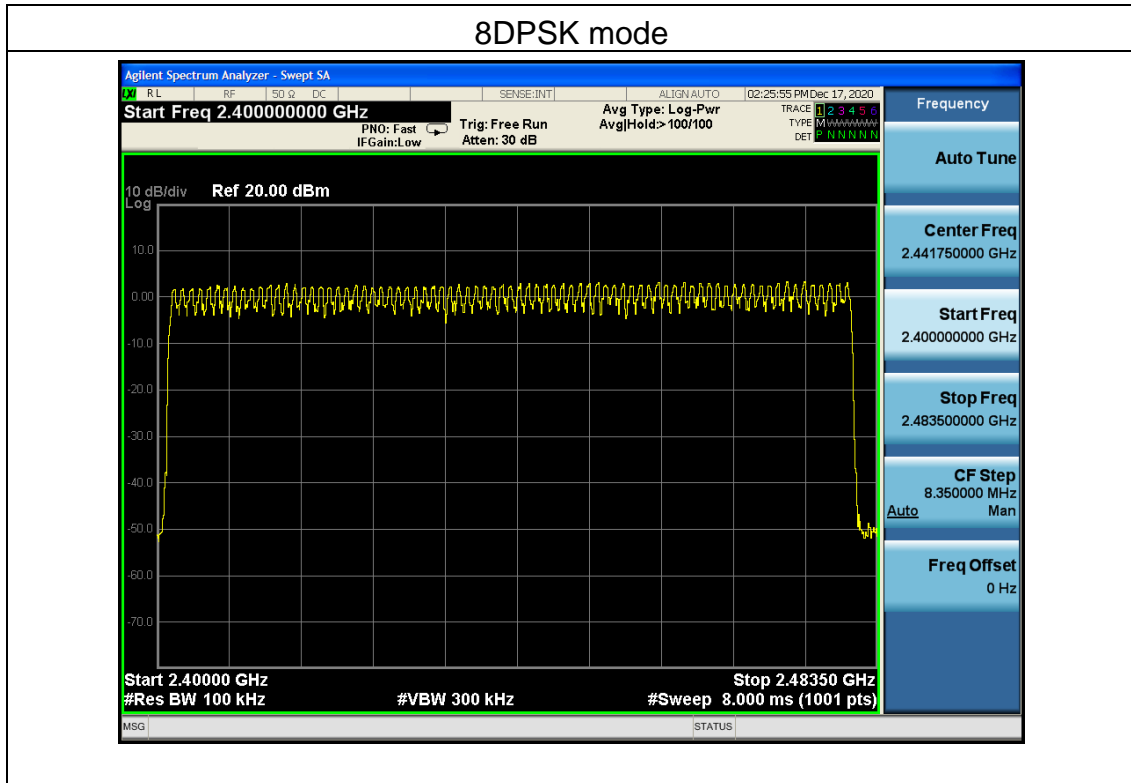 8DPSK mode
Agilent Spectrum Analyzer - Swept SA
LXI RL RF 50 Ω DC SENSE:INT ALIGN AUTO 02:25:55 PM Dec 17, 2020
Start Freq 2.400000000 GHz
PNO: Fast
IFGain:Low
Trig: Free Run
Atten: 30 dB
Avg Type: Log-Pwr
Avg|Hold:>100/100
TRACE 1 2 3 4 5 6
TYPE MWWWWW
DET P N N N N N
10 dB/div Ref 20.00 dBm
Log
10.0
0.00
-10.0
-20.0
-30.0
-40.0
-50.0
-60.0
-70.0
Start 2.40000 GHz Stop 2.48350 GHz
#Res BW 100 kHz #VBW 300 kHz #Sweep 8.000 ms (1001 pts)
MSG STATUS
Frequency
Auto Tune
Center Freq
2.441750000 GHz
Start Freq
2.400000000 GHz
Stop Freq
2.483500000 GHz
CF Step
8.350000 MHz
Auto Man
Freq Offset
0 Hz